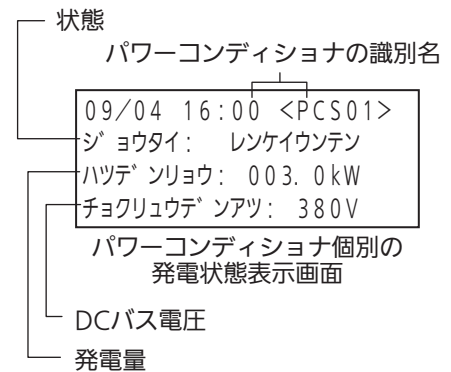 状態
パワーコンディショナの識別名
09/04 16:00 <PCS01>
ジョウタイ: レンケイウンテン
ハツデンリョウ: 003.0kW
チョクリュウデンアツ: 380V
パワーコンディショナ個別の
発電状態表示画面
DCバス電圧
発電量